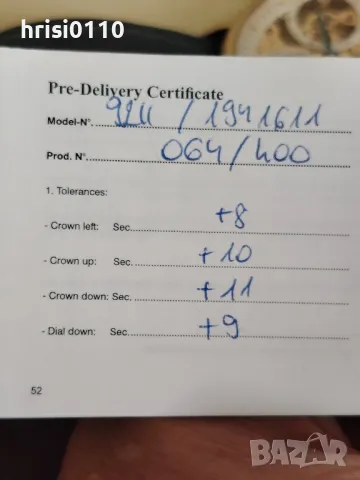 hrisi0110
Pre-Delivery Certificate
Model-N°. / 1941611
Prod. N°. 064/400
1. Tolerances:
- Crown left: Sec. +8
- Crown up: Sec. +10
- Crown down: Sec. +11
- Dial down: Sec. +9
52
BAZAR